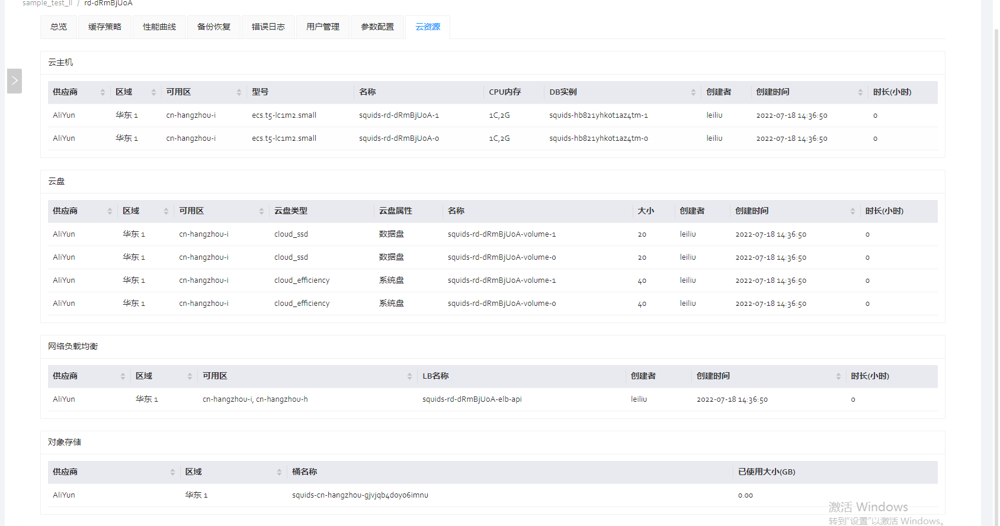 sample_test_ll / rd-dRmBjUoA
总览 缓存策略 性能曲线 备份恢复 错误日志 用户管理 参数配置 云资源
云主机
供应商 区域 可用区 型号 名称 CPU内存 DB实例 创建者 创建时间 时长(小时)
AliYun 华东 1 cn-hangzhou-i ecs.t5-lc1m2.small squids-rd-dRmBjUoA-1 1C,2G squids-hb821yhkot1az4tm-1 leiliu 2022-07-18 14:36:50 0
AliYun 华东 1 cn-hangzhou-i ecs.t5-lc1m2.small squids-rd-dRmBjUoA-0 1C,2G squids-hb821yhkot1az4tm-0 leiliu 2022-07-18 14:36:50 0
云盘
供应商 区域 可用区 云盘类型 云盘属性 名称 大小 创建者 创建时间 时长(小时)
AliYun 华东 1 cn-hangzhou-i cloud_ssd 数据盘 squids-rd-dRmBjUoA-volume-1 20 leiliu 2022-07-18 14:36:50 0
AliYun 华东 1 cn-hangzhou-i cloud_ssd 数据盘 squids-rd-dRmBjUoA-volume-0 20 leiliu 2022-07-18 14:36:50 0
AliYun 华东 1 cn-hangzhou-i cloud_efficiency 系统盘 squids-rd-dRmBjUoA-volume-1 40 leiliu 2022-07-18 14:36:50 0
AliYun 华东 1 cn-hangzhou-i cloud_efficiency 系统盘 squids-rd-dRmBjUoA-volume-0 40 leiliu 2022-07-18 14:36:50 0
网络负载均衡
供应商 区域 可用区 LB名称 创建者 创建时间 时长(小时)
AliYun 华东 1 cn-hangzhou-i, cn-hangzhou-h squids-rd-dRmBjUoA-elb-api leiliu 2022-07-18 14:36:50 0
对象存储
供应商 区域 桶名称 已使用大小(GB)
AliYun 华东 1 squids-cn-hangzhou-gjvjqb4doyo6imnu 0.00
激活 Windows
转到"设置"以激活 Windows。